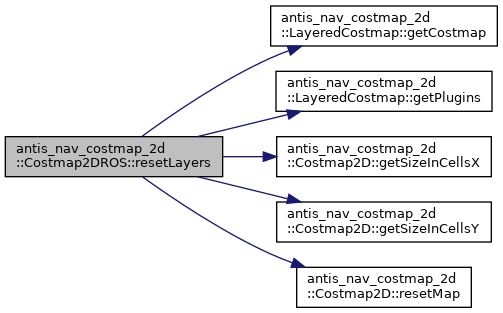 antis_nav_costmap_2d
::LayeredCostmap::getCostmap
antis_nav_costmap_2d
::LayeredCostmap::getPlugins
antis_nav_costmap_2d
::Costmap2DROS::resetLayers
antis_nav_costmap_2d
::Costmap2D::getSizeInCellsX
antis_nav_costmap_2d
::Costmap2D::getSizeInCellsY
antis_nav_costmap_2d
::Costmap2D::resetMap